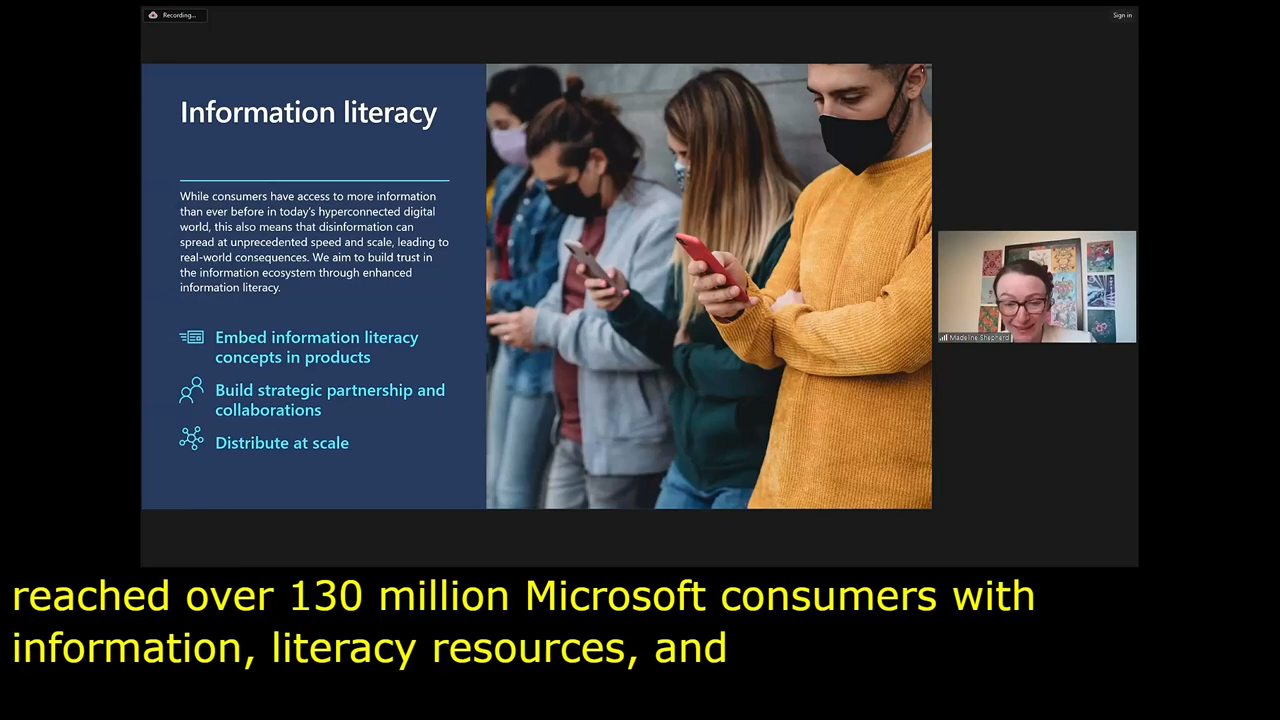 Recording...
Sign in
Information literacy
While consumers have access to more information
than ever before in today's hyperconnected digital
world, this also means that disinformation can
spread at unprecedented speed and scale, leading to
real-world consequences. We aim to build trust in
the information ecosystem through enhanced
information literacy.
Embed information literacy
concepts in products
Build strategic partnership and
collaborations
Distribute at scale
Madeline Shepherd
reached over 130 million Microsoft consumers with
information, literacy resources, and